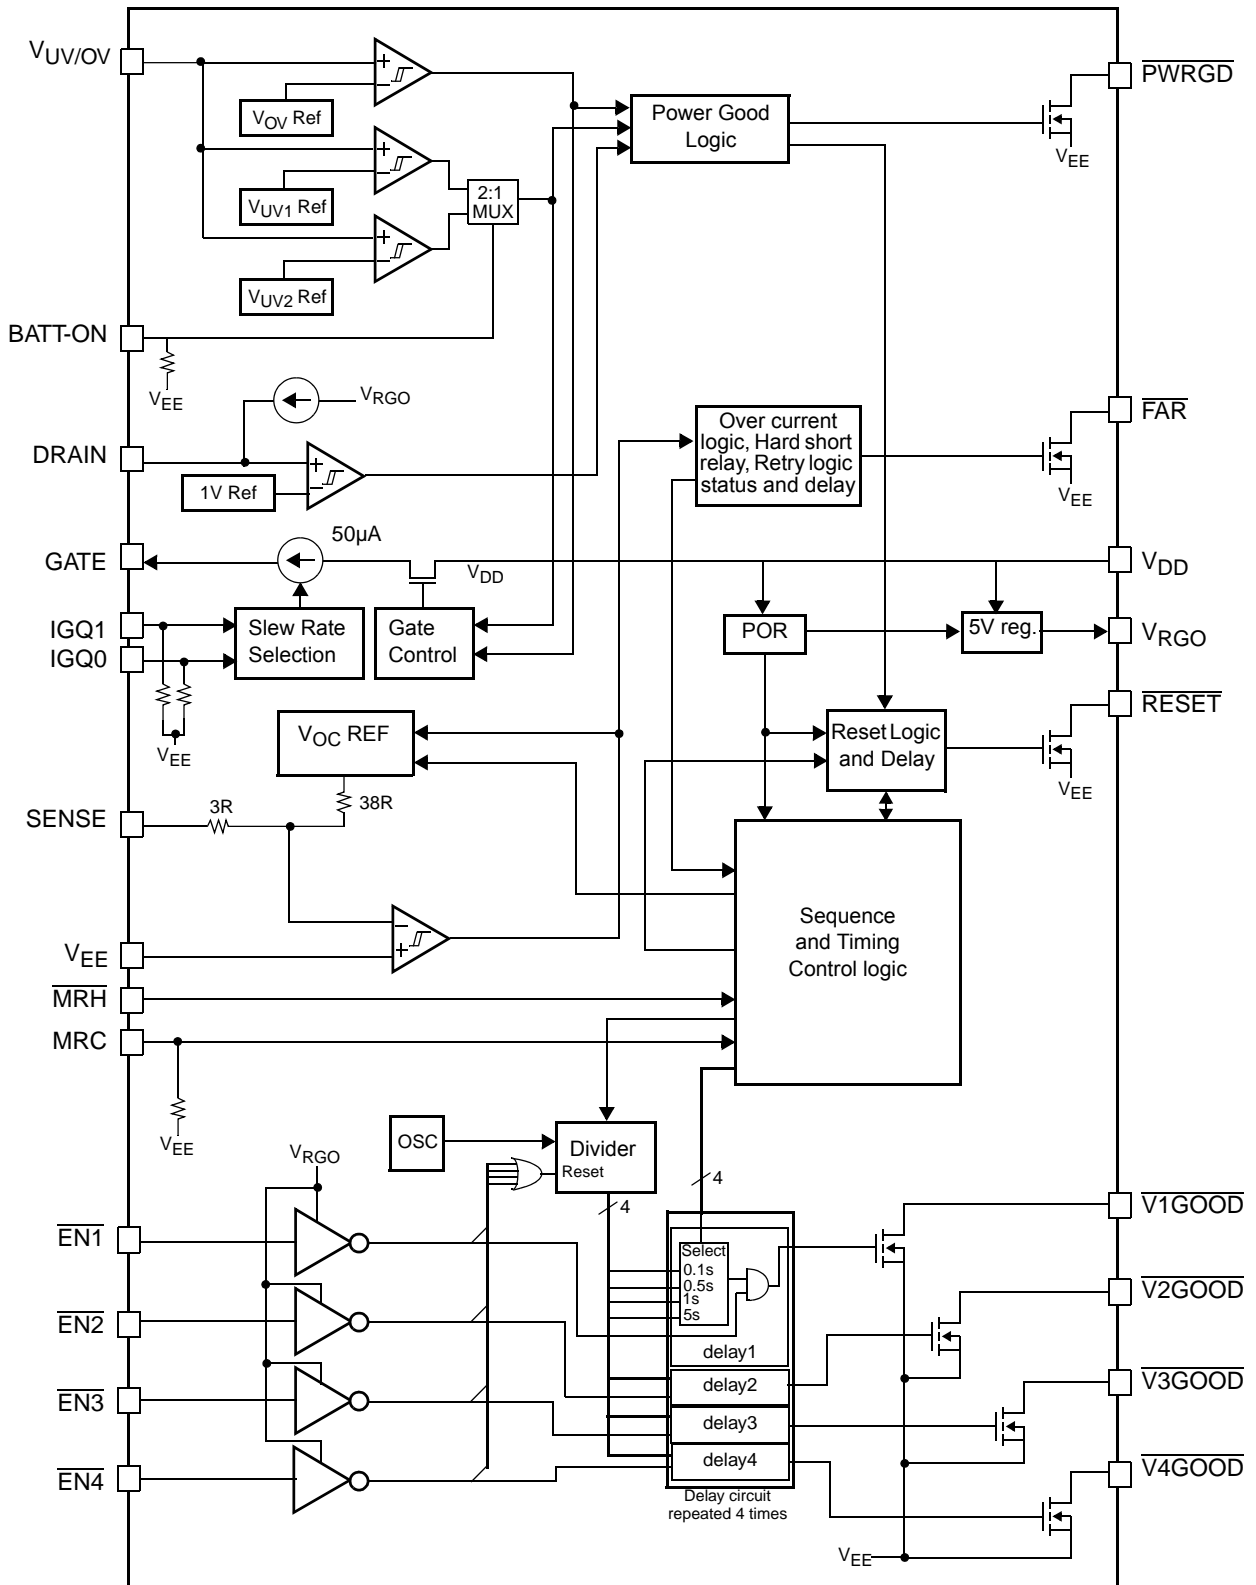 VUV/OV
VOV Ref
VUV1 Ref
VUV2 Ref
2:1
MUX
Power Good
Logic
PWRGD
VEE
BATT-ON
VEE
VRGO
DRAIN
1V Ref
Over current
logic, Hard short
relay, Retry logic
status and delay
FAR
VEE
50µA
GATE
VDD
VDD
IGQ1
IGQ0
Slew Rate
Selection
Gate
Control
POR
5V reg.
VRGO
VEE
VOC REF
38R
Reset Logic
and Delay
RESET
VEE
SENSE
3R
Sequence
and Timing
Control logic
VEE
MRH
MRC
VEE
OSC
Divider
Reset
4
4
VRGO
EN1
EN2
EN3
EN4
Select
0.1s
0.5s
1s
5s
delay1
delay2
delay3
delay4
Delay circuit
repeated 4 times
V1GOOD
V2GOOD
V3GOOD
V4GOOD
VEE